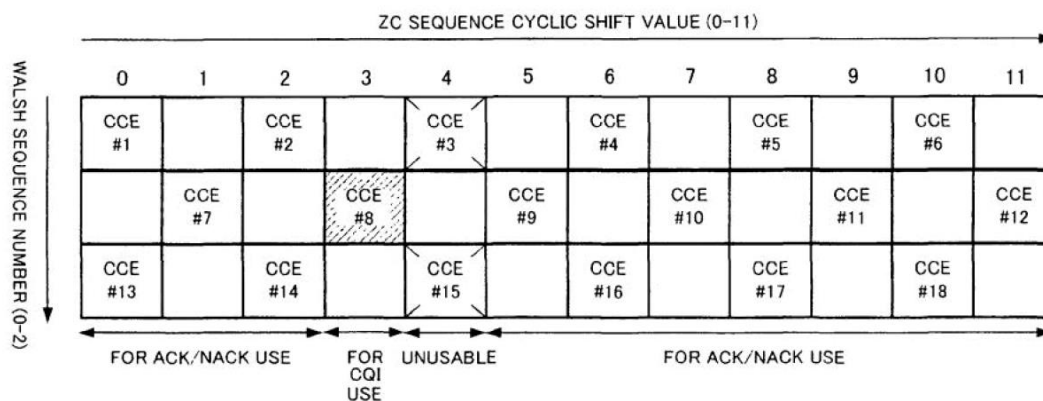 ZC SEQUENCE CYCLIC SHIFT VALUE (0-11)
WALSH SEQUENCE NUMBER (0-2)
0 1 2 3 4 5 6 7 8 9 10 11
CCE CCE CCE CCE CCE CCE
#1 #2 #3 #4 #5 #6
CCE CCE CCE CCE CCE CCE
#7 #8 #9 #10 #11 #12
CCE CCE CCE CCE CCE CCE
#13 #14 #15 #16 #17 #18
FOR ACK/NACK USE FOR UNUSABLE FOR ACK/NACK USE
CQI
USE